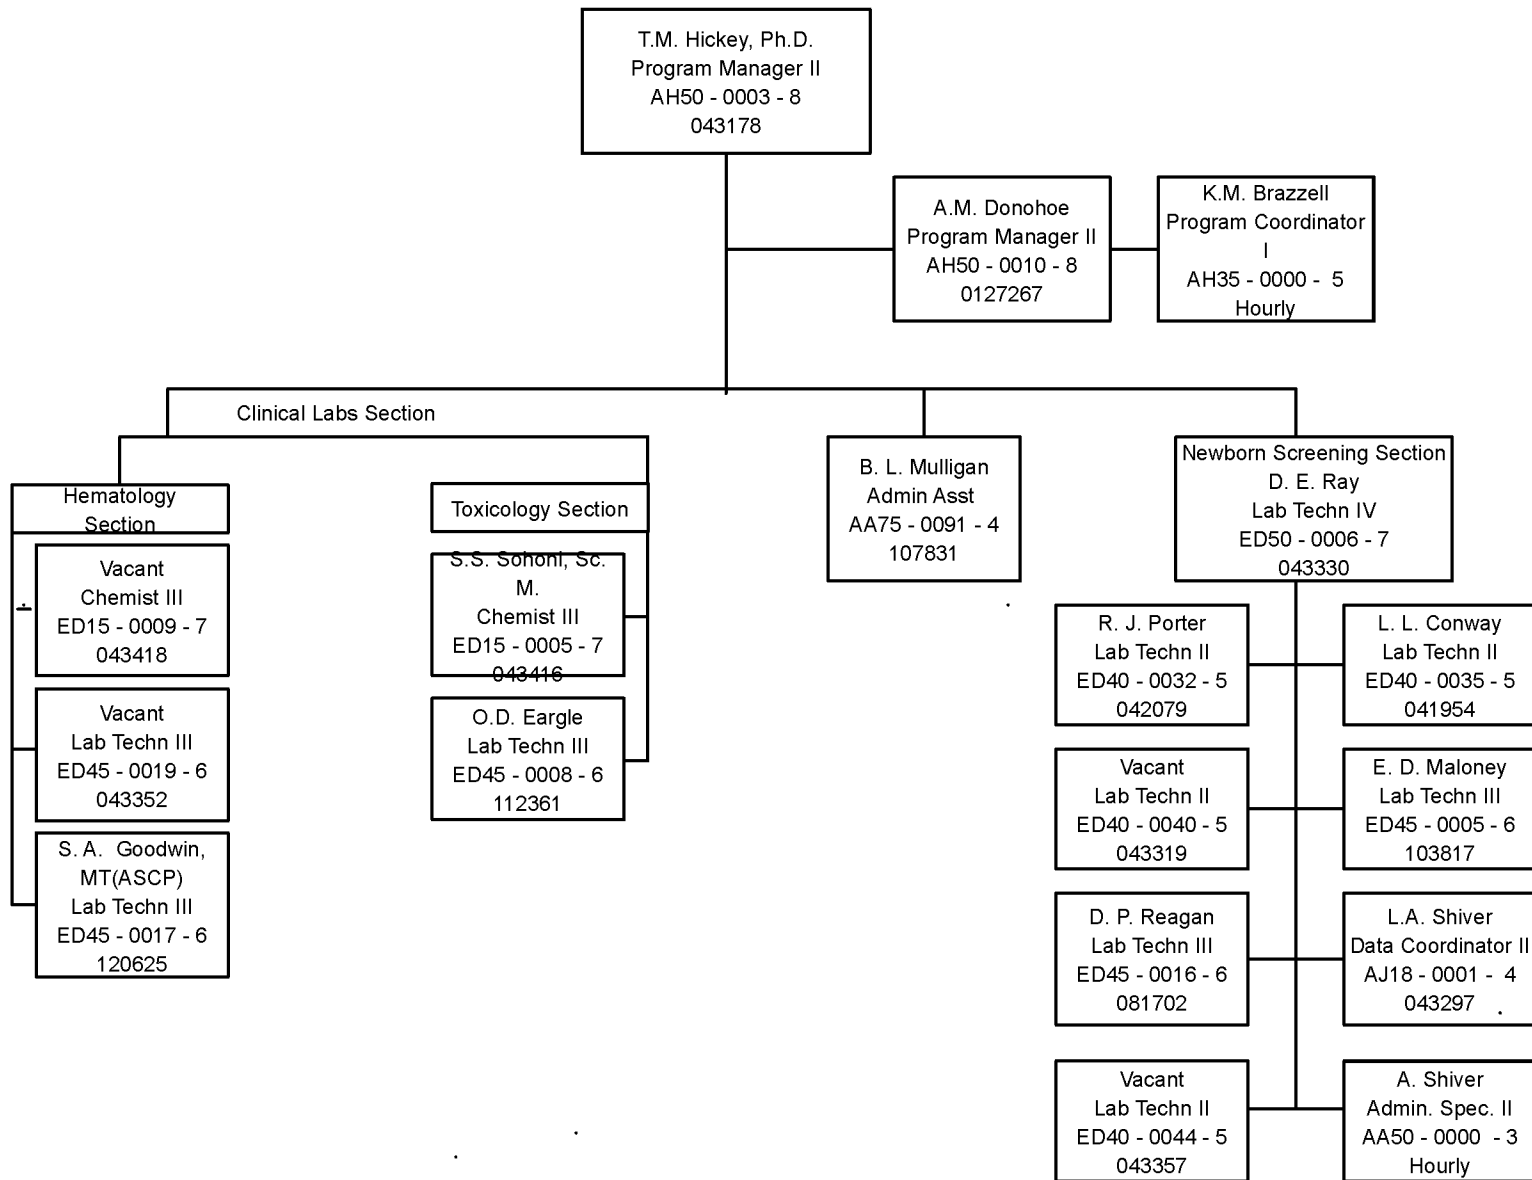 T.M. Hickey, Ph.D.
Program Manager II
AH50 - 0003 - 8
043178
A.M. Donohoe
Program Manager II
AH50 - 0010 - 8
0127267
K.M. Brazzell
Program Coordinator
I
AH35 - 0000 - 5
Hourly
Clinical Labs Section
Hematology
Section
Vacant
Chemist III
ED15 - 0009 - 7
043418
Vacant
Lab Techn III
ED45 - 0019 - 6
043352
S. A. Goodwin,
MT(ASCP)
Lab Techn III
ED45 - 0017 - 6
120625
Toxicology Section
S.S. Sohoni, Sc.
M.
Chemist III
ED15 - 0005 - 7
043416
O.D. Eargle
Lab Techn III
ED45 - 0008 - 6
112361
B. L. Mulligan
Admin Asst
AA75 - 0091 - 4
107831
Newborn Screening Section
D. E. Ray
Lab Techn IV
ED50 - 0006 - 7
043330
R. J. Porter
Lab Techn II
ED40 - 0032 - 5
042079
L. L. Conway
Lab Techn II
ED40 - 0035 - 5
041954
Vacant
Lab Techn II
ED40 - 0040 - 5
043319
E. D. Maloney
Lab Techn III
ED45 - 0005 - 6
103817
D. P. Reagan
Lab Techn III
ED45 - 0016 - 6
081702
L.A. Shiver
Data Coordinator II
AJ18 - 0001 - 4
043297
Vacant
Lab Techn II
ED40 - 0044 - 5
043357
A. Shiver
Admin. Spec. II
AA50 - 0000 - 3
Hourly